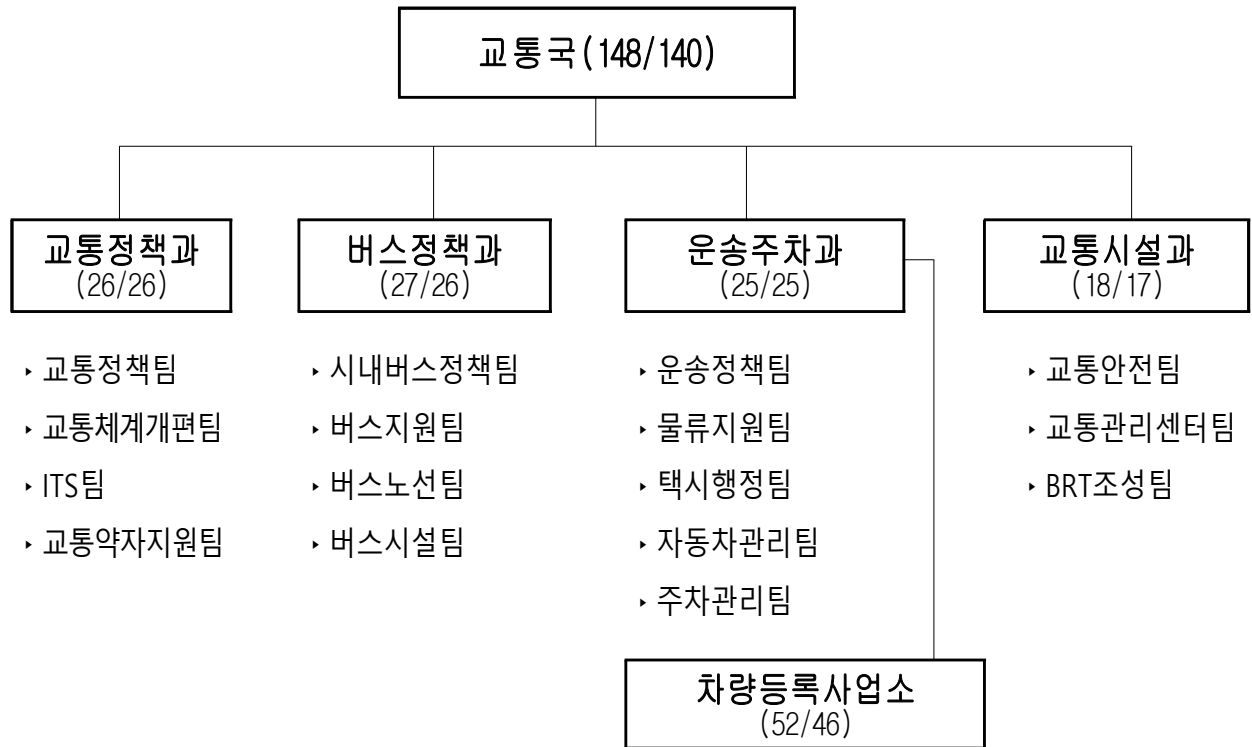 교통국(148/140)
교통정책과
(26/26)
‣ 교통정책팀
‣ 교통체계개편팀
‣ ITS팀
‣ 교통약자지원팀
버스정책과
(27/26)
‣ 시내버스정책팀
‣ 버스지원팀
‣ 버스노선팀
‣ 버스시설팀
운송주차과
(25/25)
‣ 운송정책팀
‣ 물류지원팀
‣ 택시행정팀
‣ 자동차관리팀
‣ 주차관리팀
차량등록사업소
(52/46)
교통시설과
(18/17)
‣ 교통안전팀
‣ 교통관리센터팀
‣ BRT조성팀